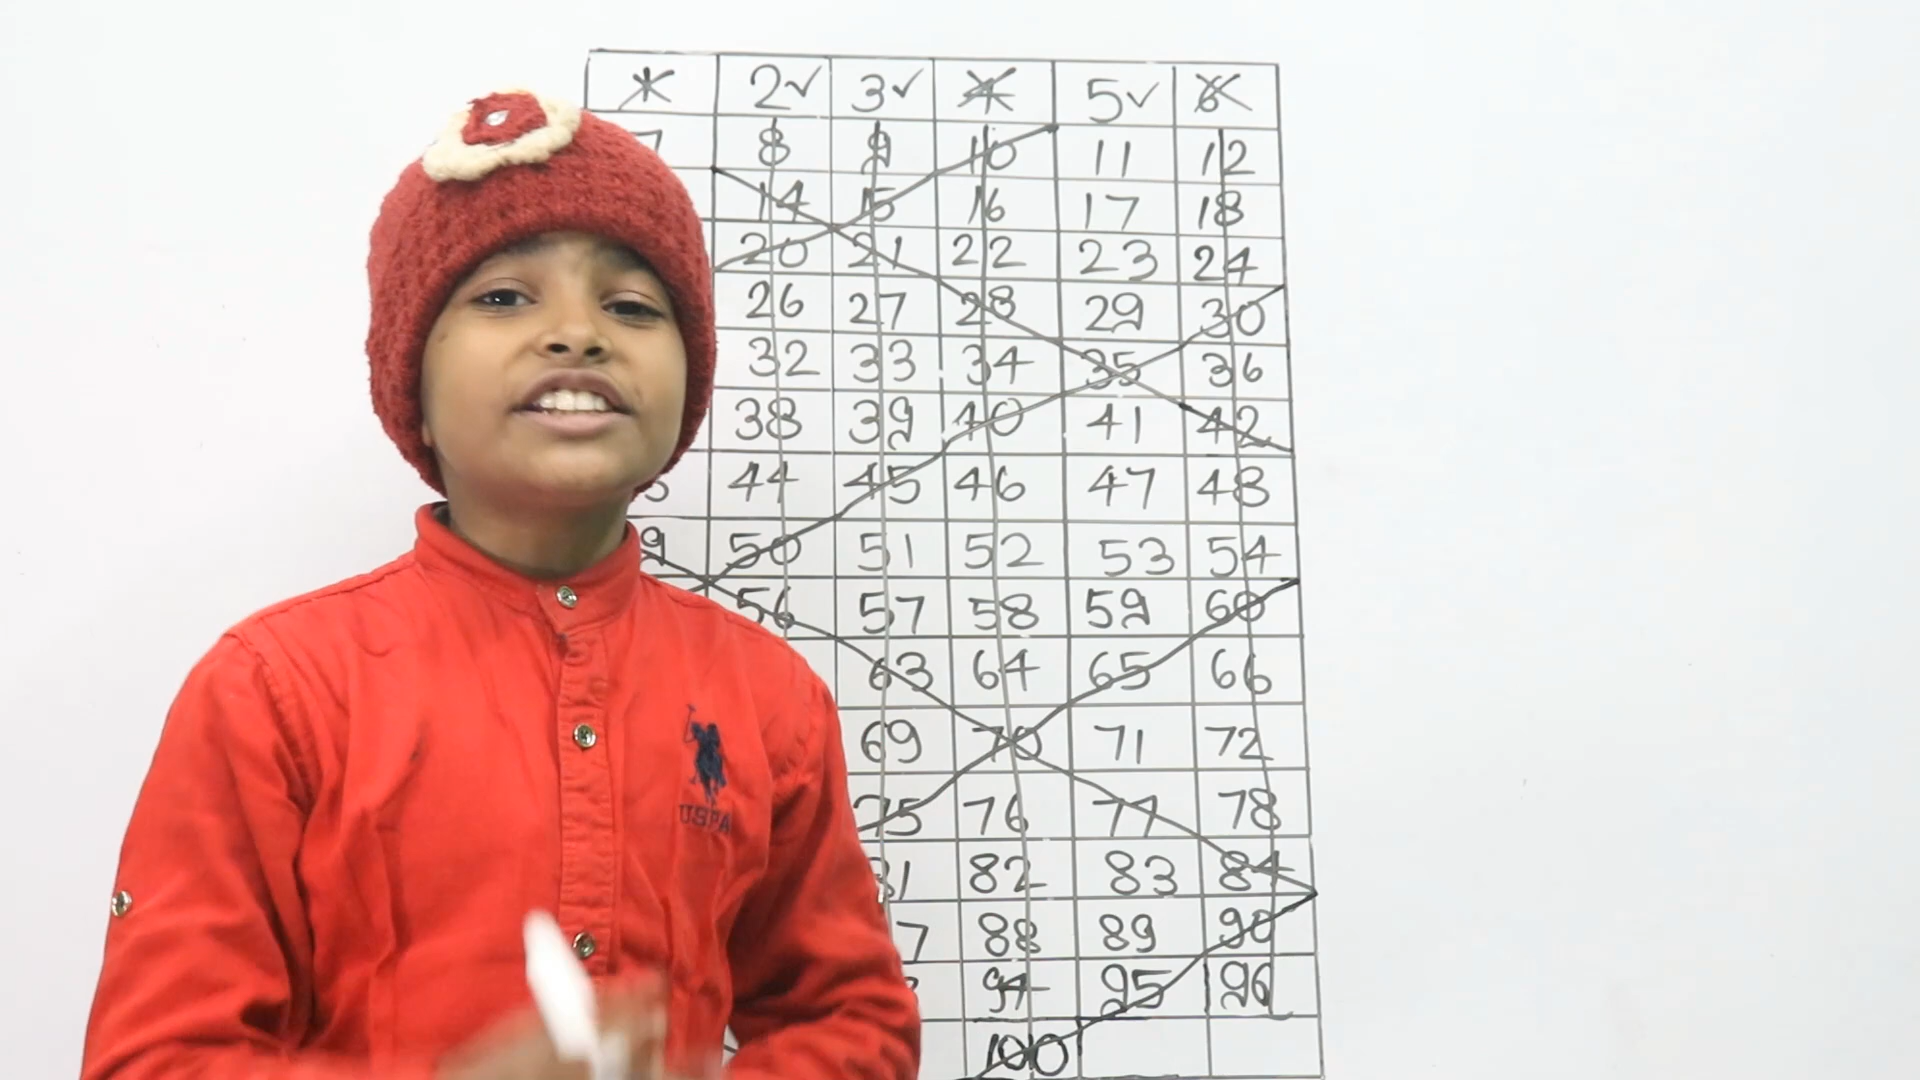 1 2✓ 3✓ 4 5✓ 6
7 8 9 10 11 12
14 15 16 17 18
20 21 22 23 24
26 27 28 29 30
32 33 34 35 36
38 39 40 41 42
44 45 46 47 48
50 51 52 53 54
56 57 58 59 60
63 64 65 66
69 70 71 72
75 76 77 78
81 82 83 84
88 89 90
94 95 96
100
USPA